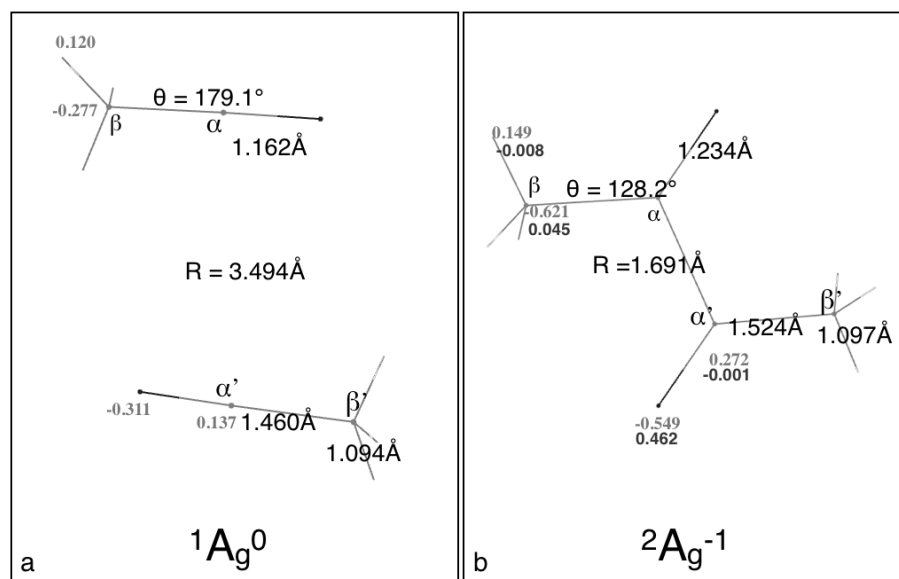 0.120
θ = 179.1°
-0.277
β
α
1.162Å
R = 3.494Å
α’
β’
-0.311
0.137
1.460Å
1.094Å
¹A_g⁰
a
0.149
-0.008
1.234Å
β
θ = 128.2°
-0.621
α
0.045
R =1.691Å
α’
β’
1.524Å
1.097Å
0.272
-0.001
-0.549
0.462
²A_g⁻¹
b